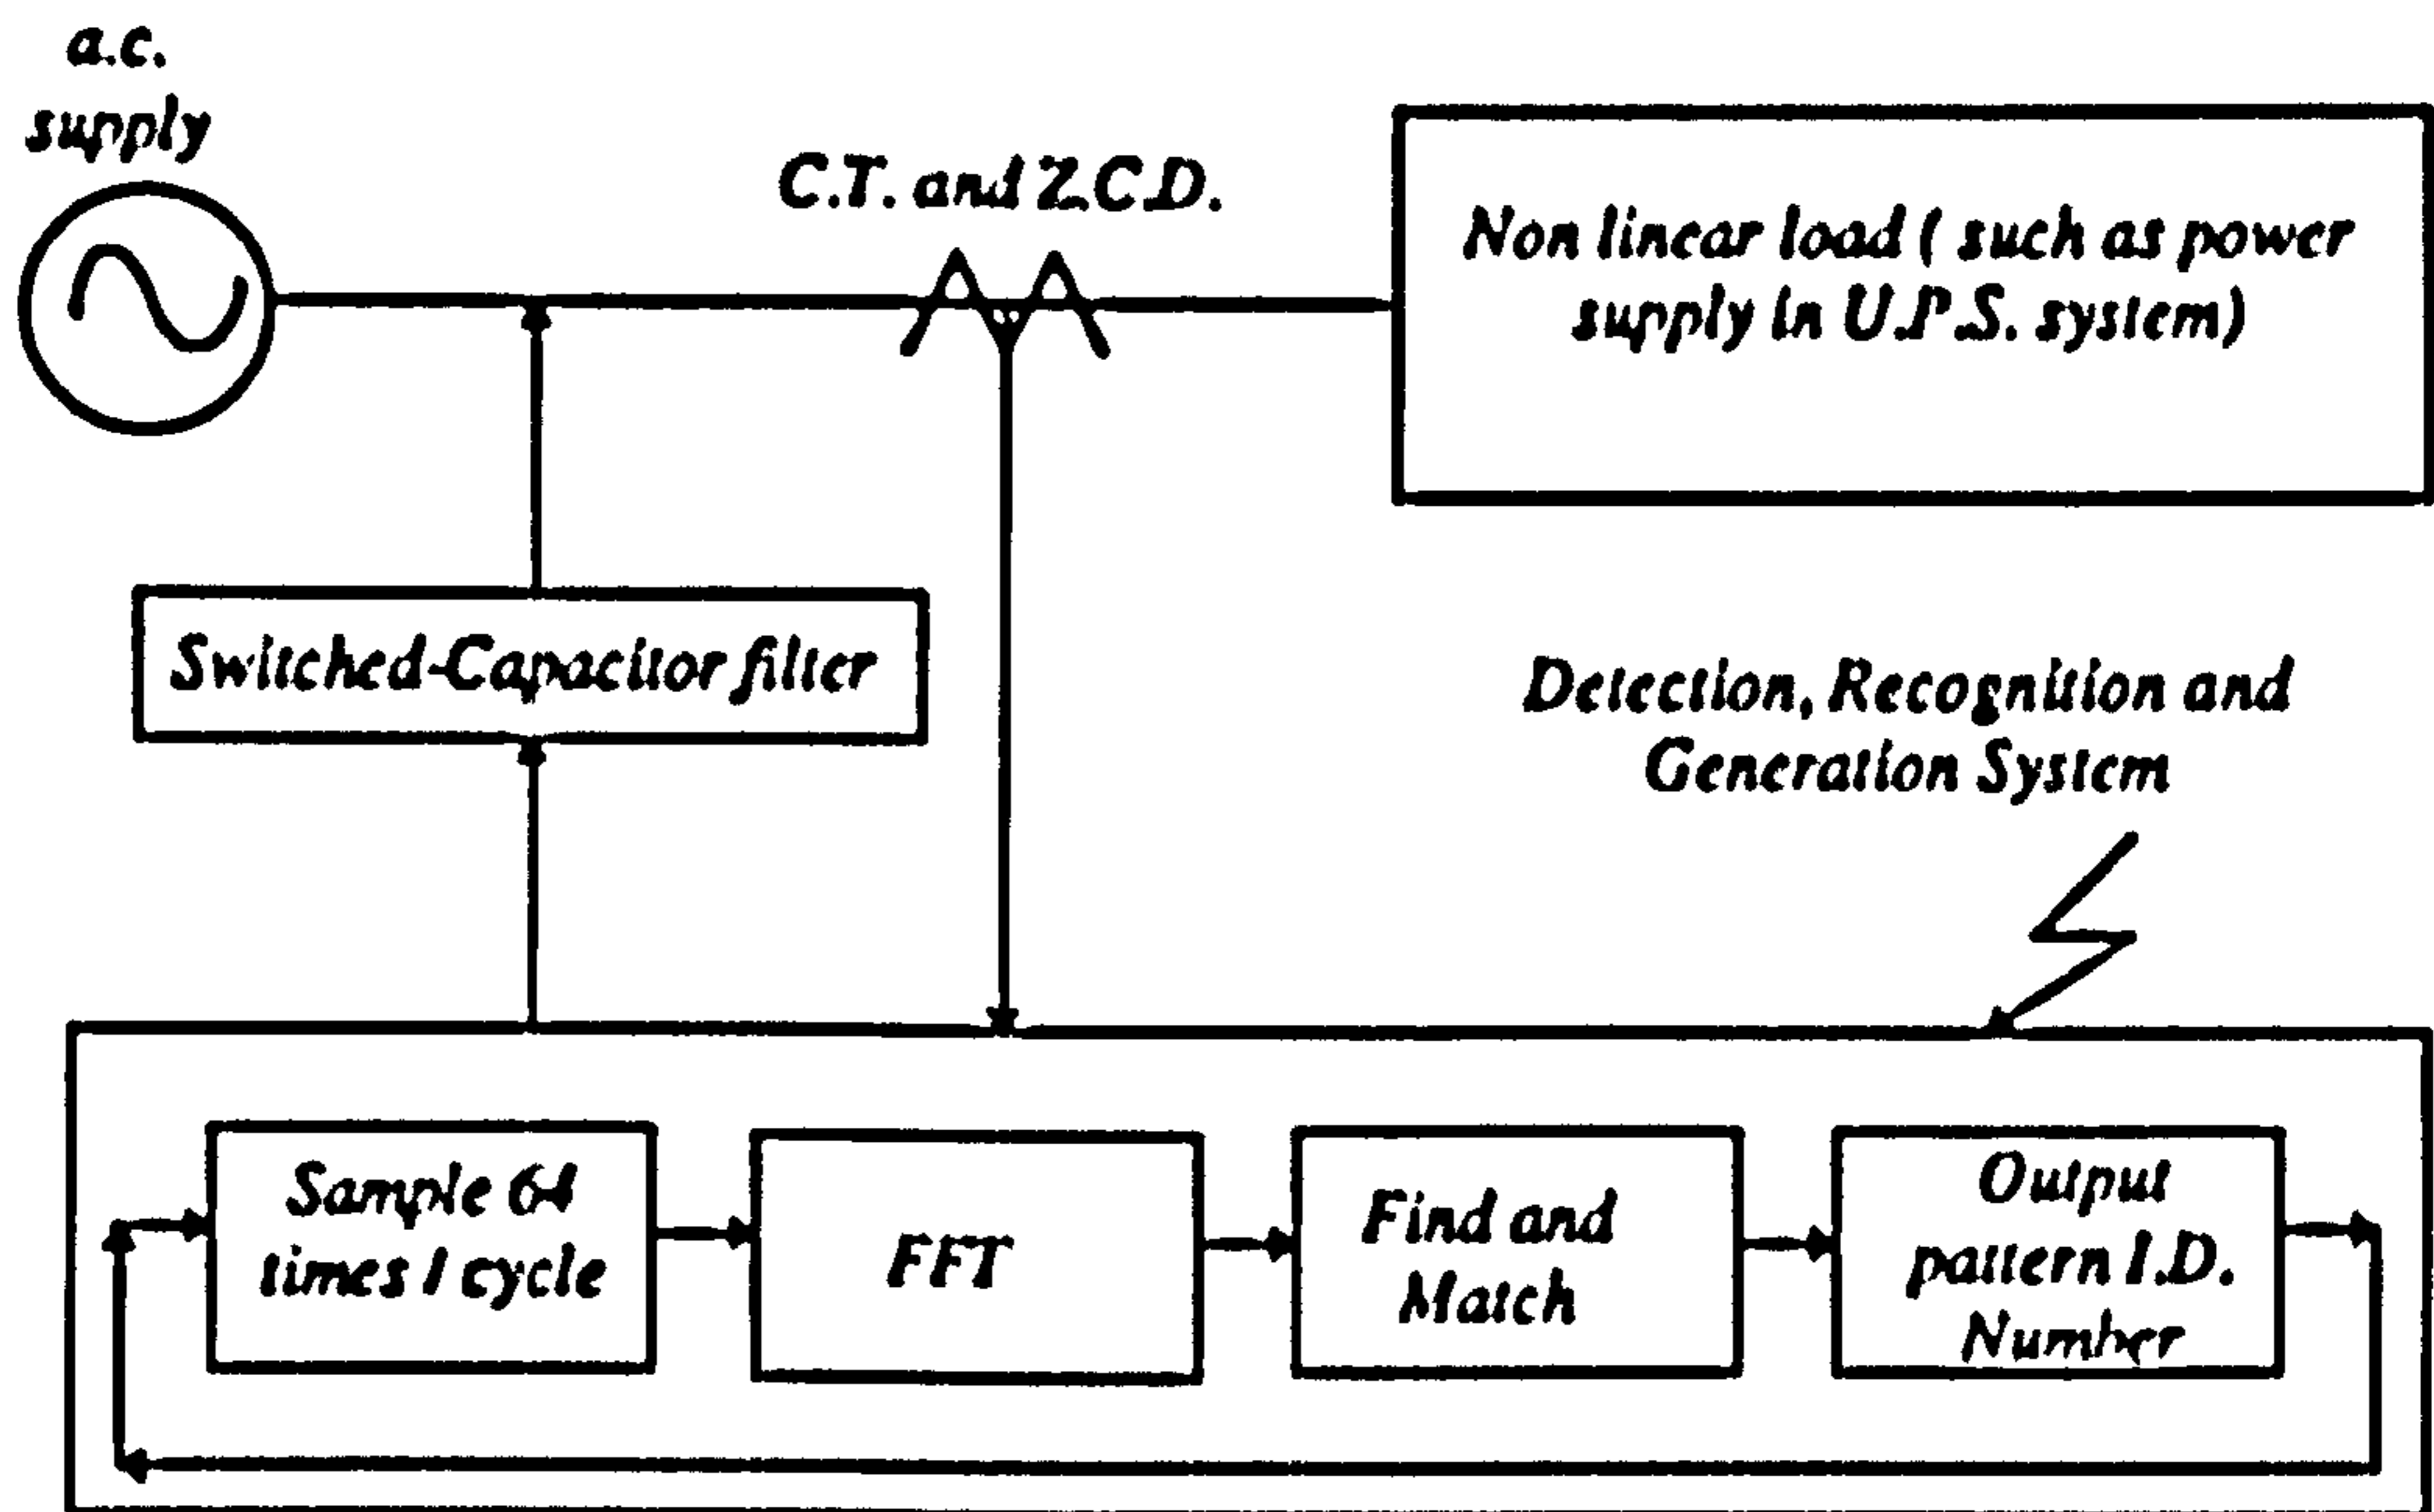 a.c.
supply
C.T. and Z.C.D.
Non linear load ( such as power
supply in U.P.S. system)
Switched-Capacitor filter
Detection, Recognition and
Generation System
Sample 64
times / cycle
FFT
Find and
Match
Output
pattern I.D.
Number